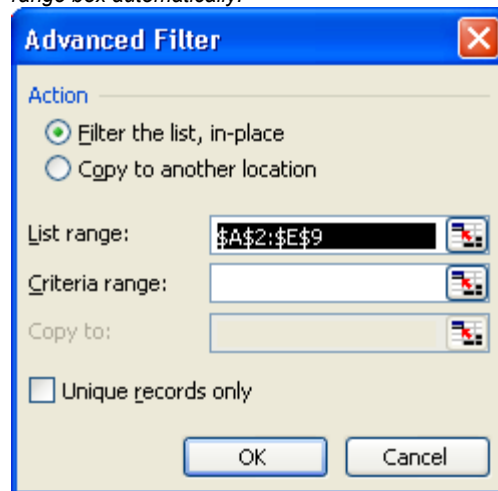 range box automatically.
Advanced Filter
Action
Filter the list, in-place
Copy to another location
List range: $A$2:$E$9
Criteria range:
Copy to:
Unique records only
OK Cancel